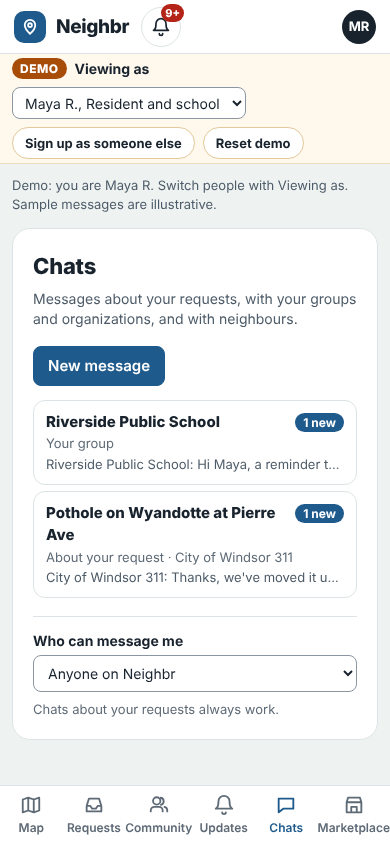 Neighbr
9+
MR
DEMO Viewing as
Maya R., Resident and school
Sign up as someone else
Reset demo
Demo: you are Maya R. Switch people with Viewing as.
Sample messages are illustrative.
Chats
Messages about your requests, with your groups
and organizations, and with neighbours.
New message
Riverside Public School
1 new
Your group
Riverside Public School: Hi Maya, a reminder t...
Pothole on Wyandotte at Pierre
Ave
1 new
About your request · City of Windsor 311
City of Windsor 311: Thanks, we've moved it u...
Who can message me
Anyone on Neighbr
Chats about your requests always work.
Map
Requests
Community
Updates
Chats
Marketplace